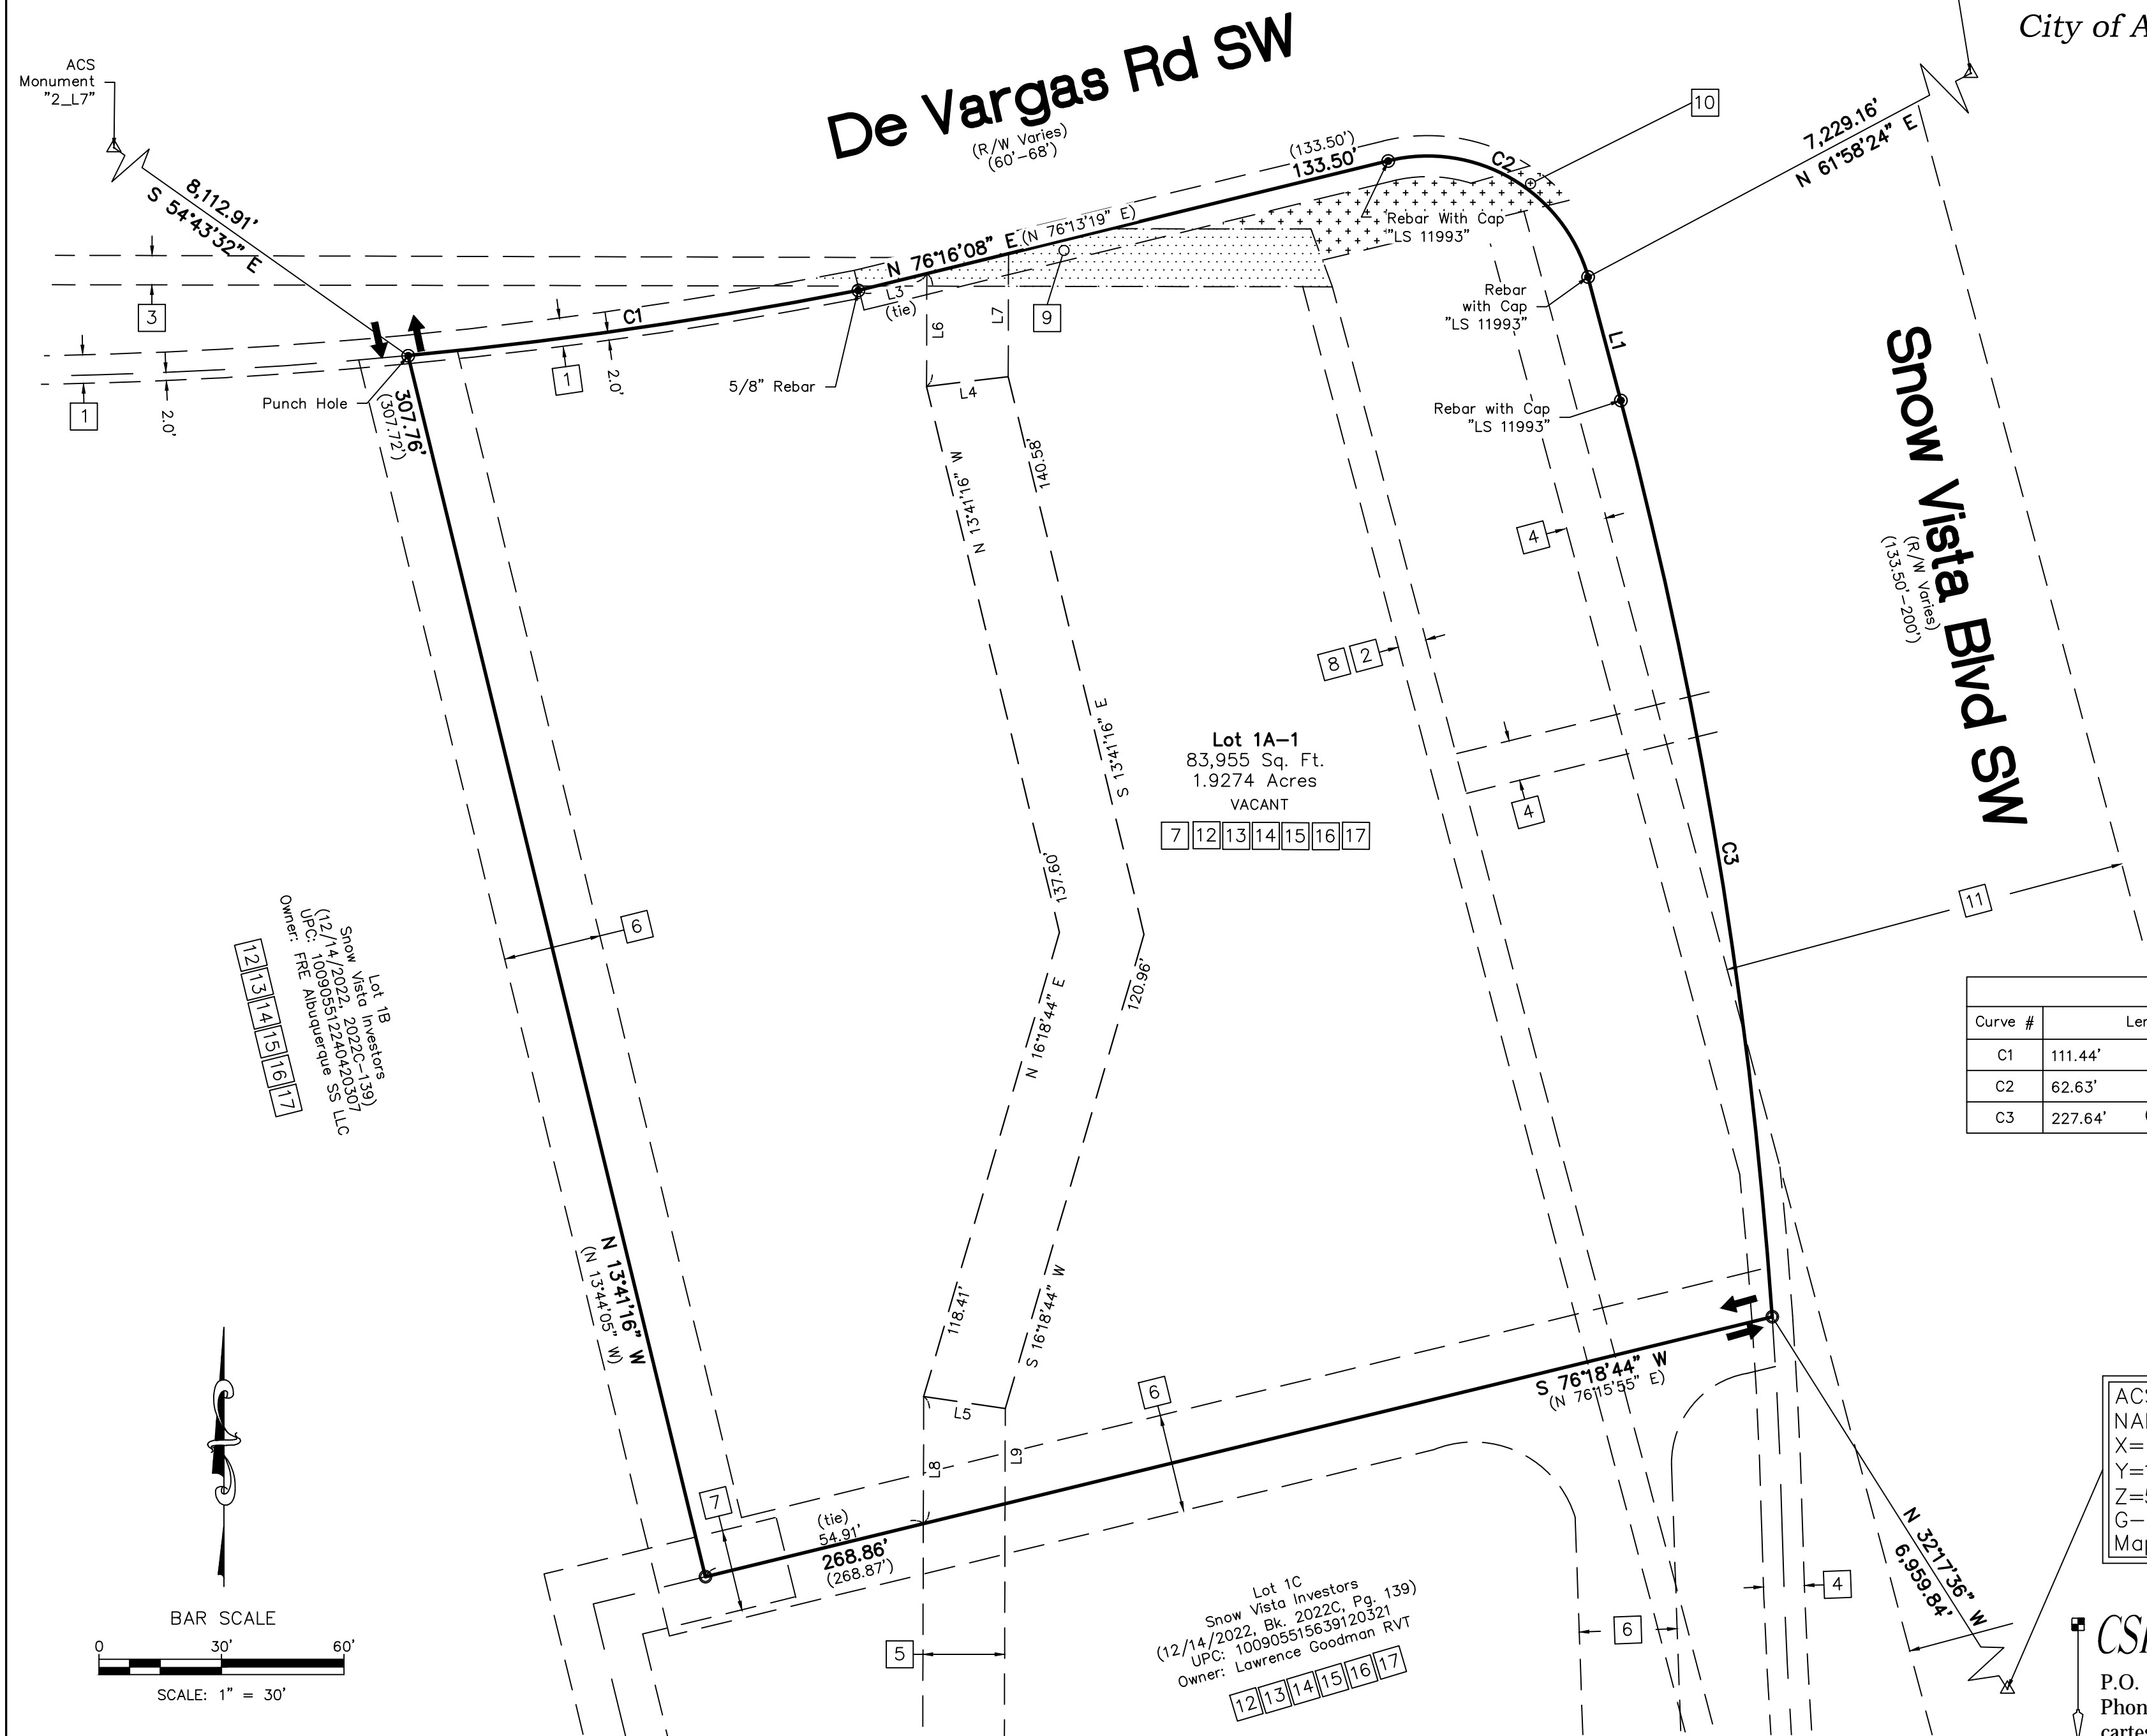 City of A
ACS
Monument
"2_L7"
De Vargas Rd SW
(R/W Varies)
(60'-68')
8,112.91'
S 54°43'32" E
(133.50')
133.50'
C2
10
7,229.16'
N 61°58'24" E
N 76°16'08" E
(N 76°13'19" E)
Rebar With Cap
"LS 11993"
Rebar
with Cap
"LS 11993"
L1
3
C1
L3
(tie)
L6
L7
9
1
2.0'
1
2.0'
Punch Hole
5/8" Rebar
L4
Rebar with Cap
"LS 11993"
307.76'
(307.72')
N 13°41'16" W
140.58'
Snow Vista Blvd SW
(R/W Varies)
(133.50'-200')
4
8
2
S 13°41'16" E
Lot 1A-1
83,955 Sq. Ft.
1.9274 Acres
VACANT
7 12 13 14 15 16 17
4
137.60'
C3
11
6
Lot 1B
Snow Vista Investors
(12/14/2022, 2022C-139)
UPC: 100905512240420307
Owner: FRE Albuquerque SS LLC
12 13 14 15 16 17
120.96'
N 16°18'44" E
Curve #
Ler
C1 111.44'
C2 62.63'
C3 227.64' (
N 13°41'16" W
(N 13°44'05" W)
118.41'
S 16°18'44" W
L5
6
S 76°18'44" W
(N 76°15'55" E)
L8
L9
7
(tie)
54.91'
268.86'
(268.87')
ACS
NA
X=
Y=
Z=
G-
Ma
N 32°17'36" W
6,959.84'
4
6
5
Lot 1C
Snow Vista Investors
(12/14/2022, Bk. 2022C, Pg. 139)
UPC: 100905515639120321
Owner: Lawrence Goodman RVT
12 13 14 15 16 17
BAR SCALE
0 30' 60'
SCALE: 1" = 30'
CS
P.O.
Phon
cartes